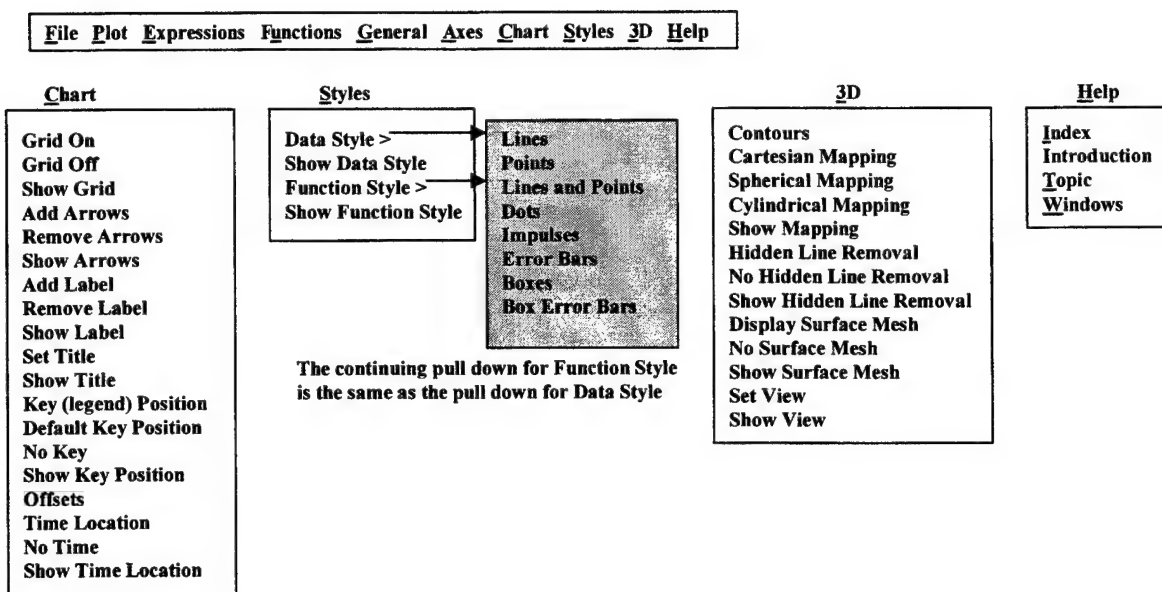 File Plot Expressions Functions General Axes Chart Styles 3D Help
Chart
Grid On
Grid Off
Show Grid
Add Arrows
Remove Arrows
Show Arrows
Add Label
Remove Label
Show Label
Set Title
Show Title
Key (legend) Position
Default Key Position
No Key
Show Key Position
Offsets
Time Location
No Time
Show Time Location
Styles
Data Style >
Show Data Style
Function Style >
Show Function Style
Lines
Points
Lines and Points
Dots
Impulses
Error Bars
Boxes
Box Error Bars
The continuing pull down for Function Style
is the same as the pull down for Data Style
3D
Contours
Cartesian Mapping
Spherical Mapping
Cylindrical Mapping
Show Mapping
Hidden Line Removal
No Hidden Line Removal
Show Hidden Line Removal
Display Surface Mesh
No Surface Mesh
Show Surface Mesh
Set View
Show View
Help
Index
Introduction
Topic
Windows